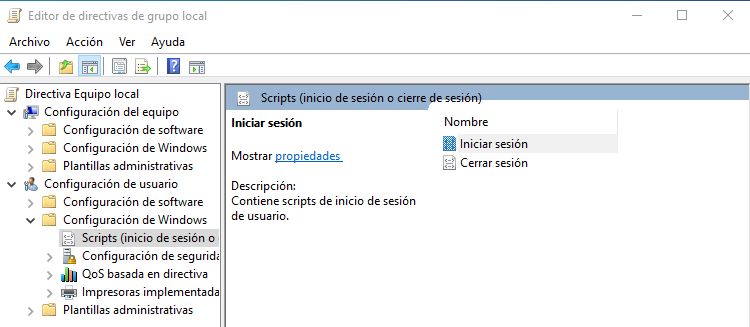 Editor de directivas de grupo local
Archivo Acción Ver Ayuda
Directiva Equipo local
Configuración del equipo
Configuración de software
Configuración de Windows
Plantillas administrativas
Configuración de usuario
Configuración de software
Configuración de Windows
Scripts (inicio de sesión o
Configuración de segurida
QoS basada en directiva
Impresoras implementada
Plantillas administrativas
Scripts (inicio de sesión o cierre de sesión)
Iniciar sesión
Mostrar propiedades
Descripción:
Contiene scripts de inicio de sesión
de usuario.
Nombre
Iniciar sesión
Cerrar sesión